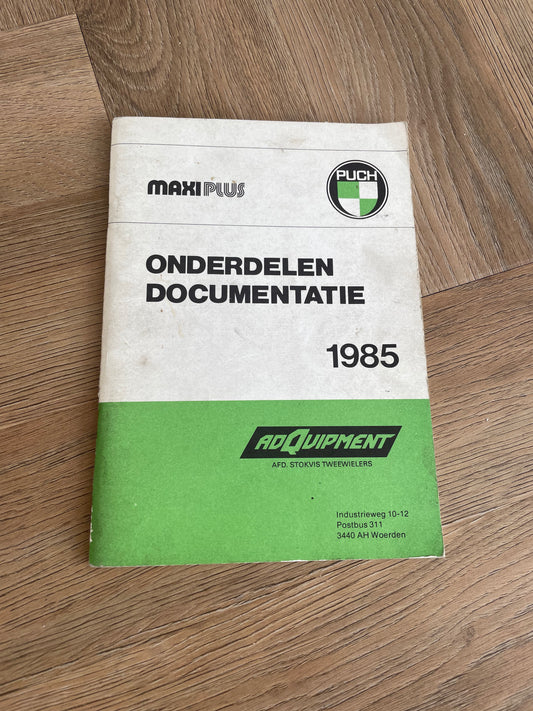 MAXI PLUS
PUCH
ONDERDELEN
DOCUMENTATIE
1985
ADQUIPMENT
AFD. STOKVIS TWEEWIELERS
Industrieweg 10-12
Postbus 311
3440 AH Woerden